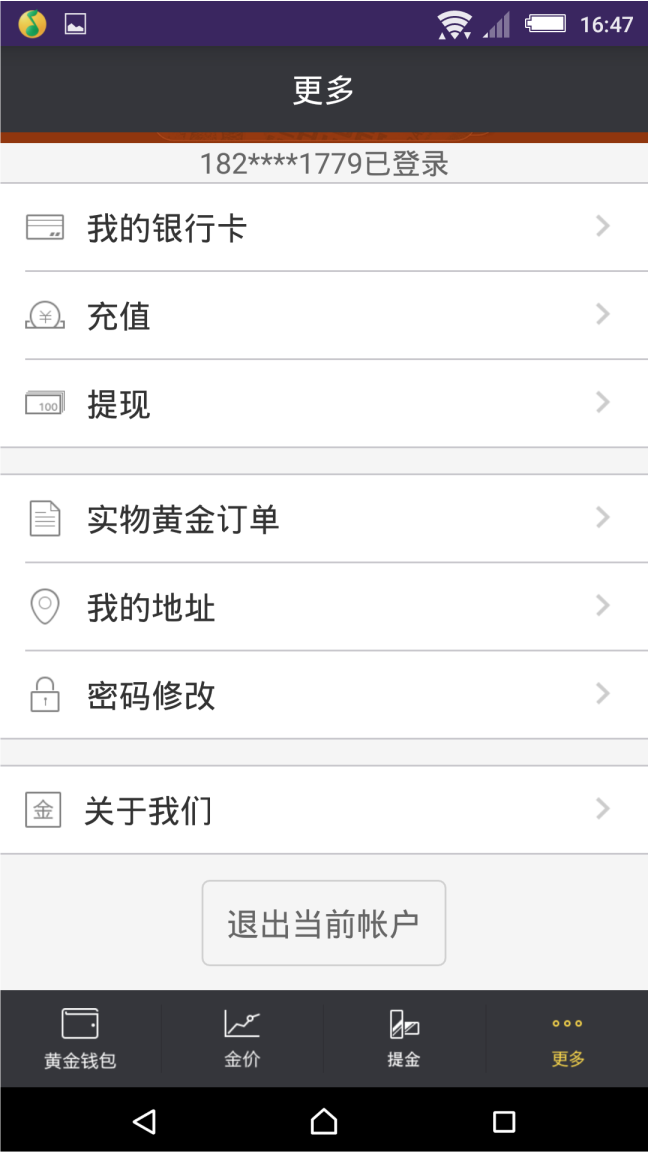 16:47
更多
182****1779已登录
我的银行卡
¥
充值
100
提现
实物黄金订单
我的地址
密码修改
金
关于我们
退出当前帐户
黄金钱包
金价
提金
更多